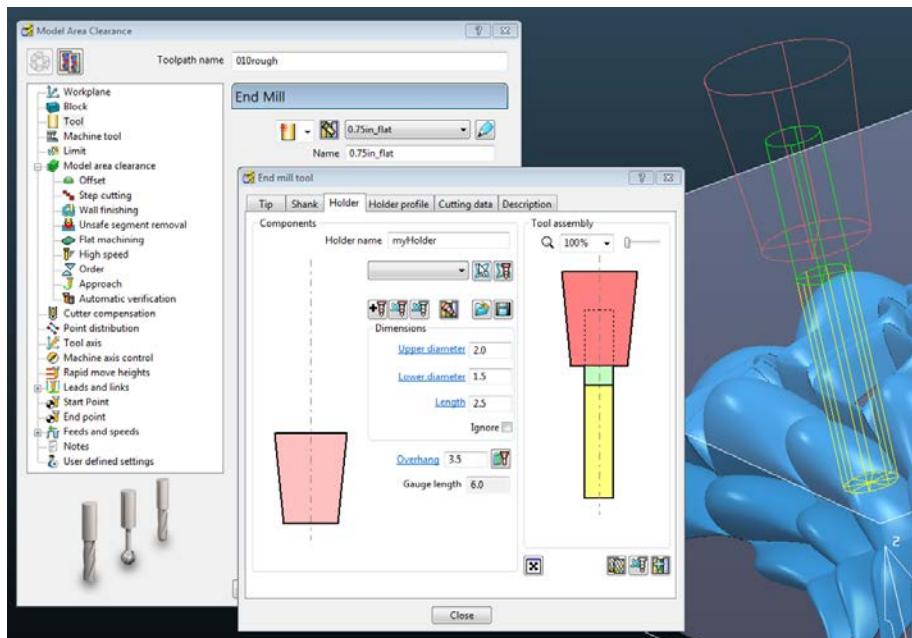 Model Area Clearance
Toolpath name 010rough
Workplane
Block
Tool
Machine tool
Limit
Model area clearance
Offset
Step cutting
Wall finishing
Unsafe segment removal
Flat machining
High speed
Order
Approach
Automatic verification
Cutter compensation
Point distribution
Tool axis
Machine axis control
Rapid move heights
Leads and links
Start Point
End point
Feeds and speeds
Notes
User defined settings
End Mill
0.75in_flat
Name 0.75in_flat
End mill tool
Tip Shank Holder Holder profile Cutting data Description
Components
Holder name myHolder
Dimensions
Upper diameter 2.0
Lower diameter 1.5
Length 2.5
Ignore
Overhang 3.5
Gauge length 6.0
Tool assembly
100%
Close
Z